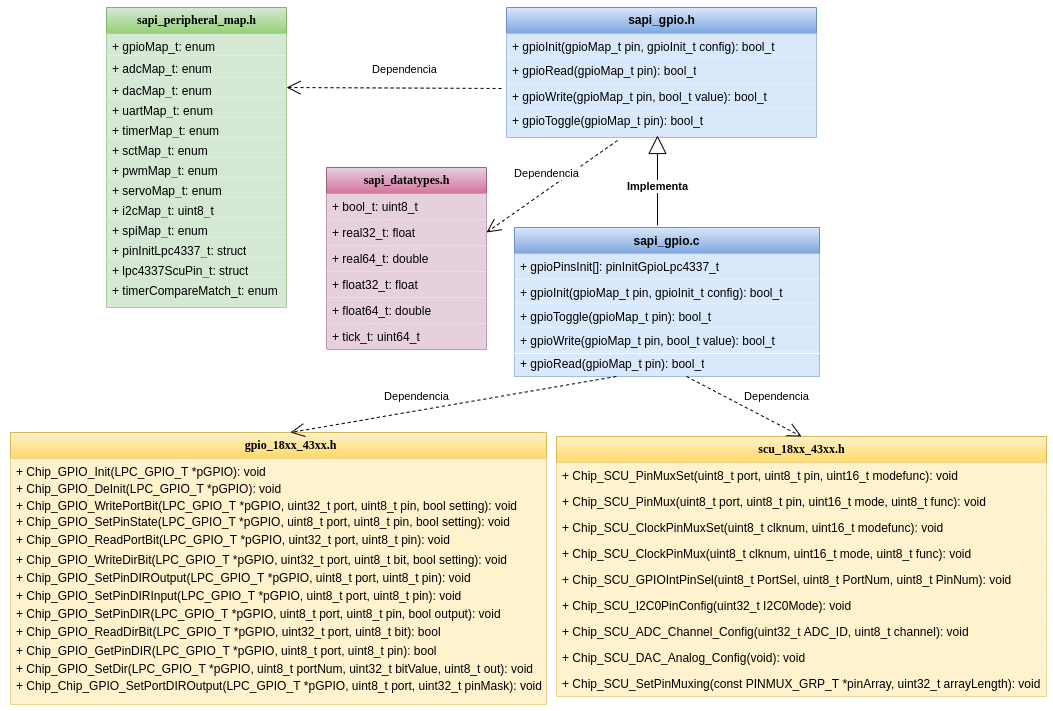 sapi_peripheral_map.h
+ gpioMap_t: enum
+ adcMap_t: enum
+ dacMap_t: enum
+ uartMap_t: enum
+ timerMap_t: enum
+ sctMap_t: enum
+ pwmMap_t: enum
+ servoMap_t: enum
+ i2cMap_t: uint8_t
+ spiMap_t: enum
+ pinInitLpc4337_t: struct
+ lpc4337ScuPin_t: struct
+ timerCompareMatch_t: enum
Dependencia
sapi_gpio.h
+ gpioInit(gpioMap_t pin, gpioInit_t config): bool_t
+ gpioRead(gpioMap_t pin): bool_t
+ gpioWrite(gpioMap_t pin, bool_t value): bool_t
+ gpioToggle(gpioMap_t pin): bool_t
Dependencia
Implementa
sapi_datatypes.h
+ bool_t: uint8_t
+ real32_t: float
+ real64_t: double
+ float32_t: float
+ float64_t: double
+ tick_t: uint64_t
sapi_gpio.c
+ gpioPinsInit[]: pinInitGpioLpc4337_t
+ gpioInit(gpioMap_t pin, gpioInit_t config): bool_t
+ gpioToggle(gpioMap_t pin): bool_t
+ gpioWrite(gpioMap_t pin, bool_t value): bool_t
+ gpioRead(gpioMap_t pin): bool_t
Dependencia
Dependencia
gpio_18xx_43xx.h
+ Chip_GPIO_Init(LPC_GPIO_T *pGPIO): void
+ Chip_GPIO_DeInit(LPC_GPIO_T *pGPIO): void
+ Chip_GPIO_WritePortBit(LPC_GPIO_T *pGPIO, uint32_t port, uint8_t pin, bool setting): void
+ Chip_GPIO_SetPinState(LPC_GPIO_T *pGPIO, uint8_t port, uint8_t pin, bool setting): void
+ Chip_GPIO_ReadPortBit(LPC_GPIO_T *pGPIO, uint32_t port, uint8_t pin): void
+ Chip_GPIO_WriteDirBit(LPC_GPIO_T *pGPIO, uint32_t port, uint8_t bit, bool setting): void
+ Chip_GPIO_SetPinDIROutput(LPC_GPIO_T *pGPIO, uint8_t port, uint8_t pin): void
+ Chip_GPIO_SetPinDIRInput(LPC_GPIO_T *pGPIO, uint8_t port, uint8_t pin): void
+ Chip_GPIO_SetPinDIR(LPC_GPIO_T *pGPIO, uint8_t port, uint8_t pin, bool output): void
+ Chip_GPIO_ReadDirBit(LPC_GPIO_T *pGPIO, uint32_t port, uint8_t bit): bool
+ Chip_GPIO_GetPinDIR(LPC_GPIO_T *pGPIO, uint8_t port, uint8_t pin): bool
+ Chip_GPIO_SetDir(LPC_GPIO_T *pGPIO, uint8_t portNum, uint32_t bitValue, uint8_t out): void
+ Chip_Chip_GPIO_SetPortDIROutput(LPC_GPIO_T *pGPIO, uint8_t port, uint32_t pinMask): void
scu_18xx_43xx.h
+ Chip_SCU_PinMuxSet(uint8_t port, uint8_t pin, uint16_t modefunc): void
+ Chip_SCU_PinMux(uint8_t port, uint8_t pin, uint16_t mode, uint8_t func): void
+ Chip_SCU_ClockPinMuxSet(uint8_t clknum, uint16_t modefunc): void
+ Chip_SCU_ClockPinMux(uint8_t clknum, uint16_t mode, uint8_t func): void
+ Chip_SCU_GPIOIntPinSel(uint8_t PortSel, uint8_t PortNum, uint8_t PinNum): void
+ Chip_SCU_I2C0PinConfig(uint32_t I2C0Mode): void
+ Chip_SCU_ADC_Channel_Config(uint32_t ADC_ID, uint8_t channel): void
+ Chip_SCU_DAC_Analog_Config(void): void
+ Chip_SCU_SetPinMuxing(const PINMUX_GRP_T *pinArray, uint32_t arrayLength): void